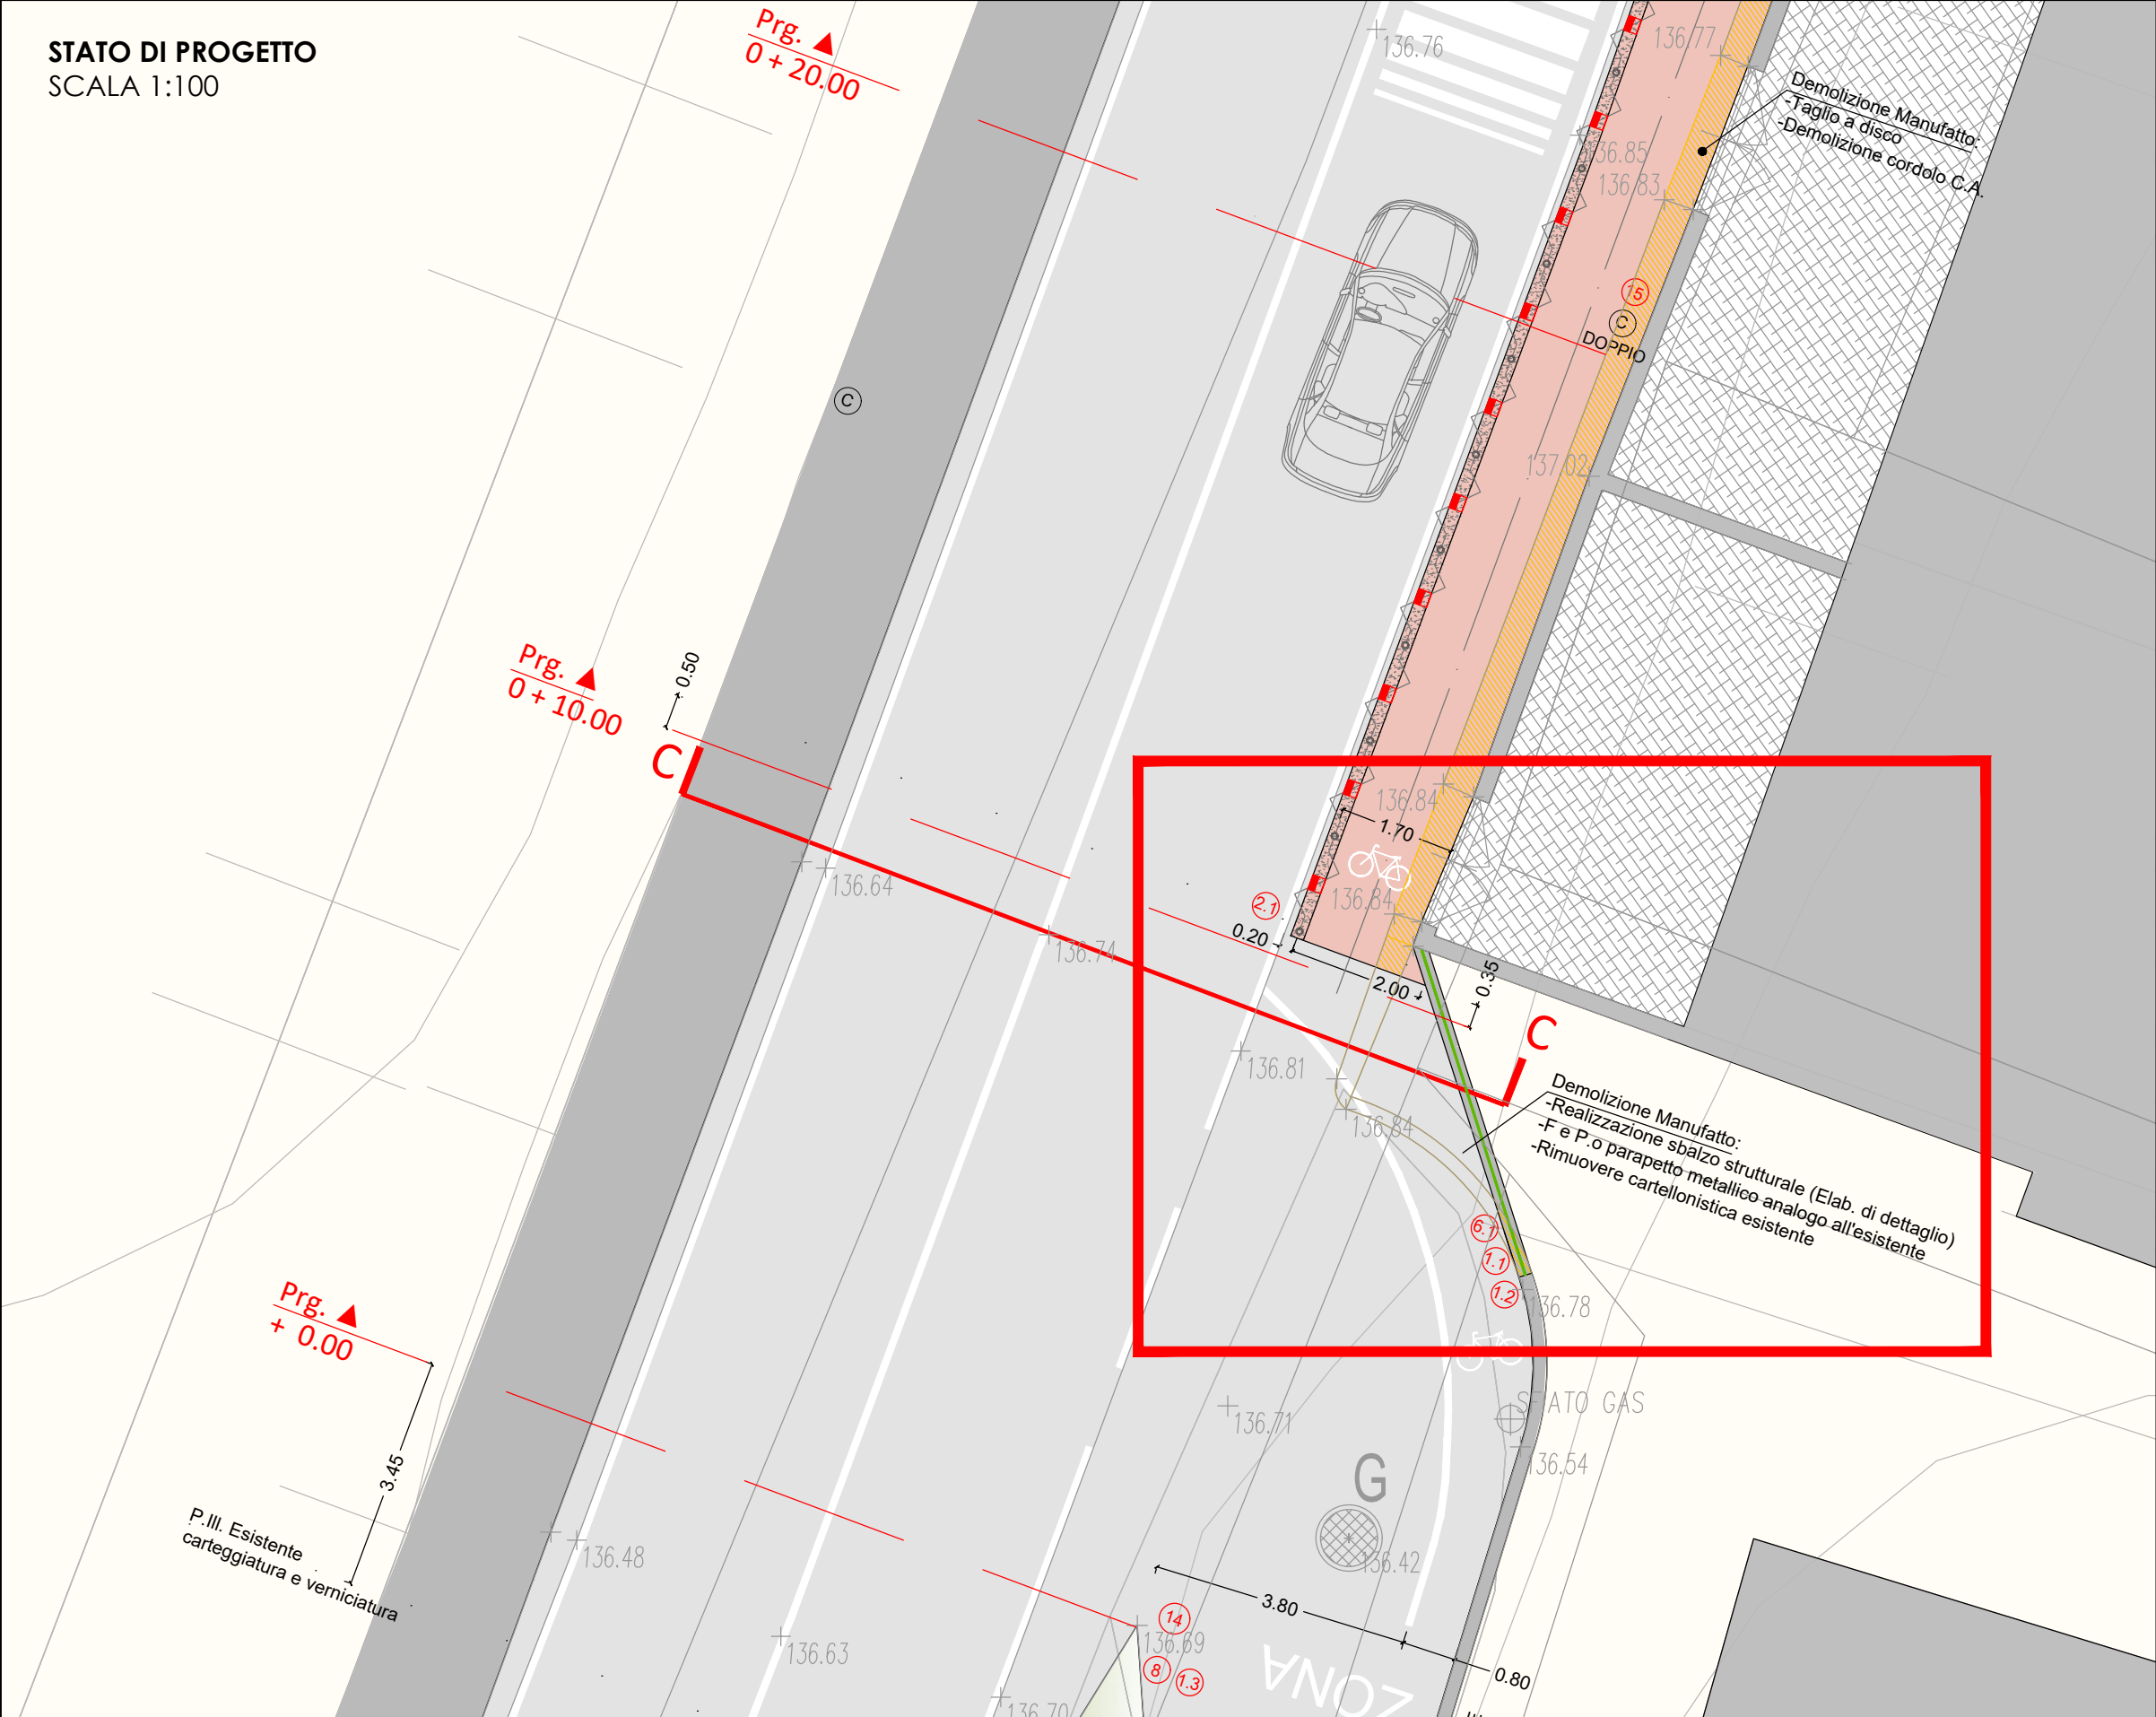 STATO DI PROGETTO
SCALA 1:100
Prg.
0 + 20.00
136.76
136.77
Demolizione Manufatto:
-Taglio a disco
-Demolizione cordolo C.A.
136.85
136.83
15
C
DOPPIO
C
137.02
Prg.
0 + 10.00
0.50
C
136.84
1.70
136.64
136.84
2.1
0.20
136.74
2.00
0.35
C
136.81
136.84
Demolizione Manufatto:
-Realizzazione sbalzo strutturale (Elab. di dettaglio)
-F e P.o parapetto metallico analogo all'esistente
-Rimuovere cartellonistica esistente
6.1
1.1
1.2
136.78
Prg.
+ 0.00
SFIATO GAS
136.71
136.54
G
3.45
P.III. Esistente
carteggiatura e verniciatura
136.48
136.42
3.80
14
136.69
136.63
8
1.3
ZONA
0.80
136.70